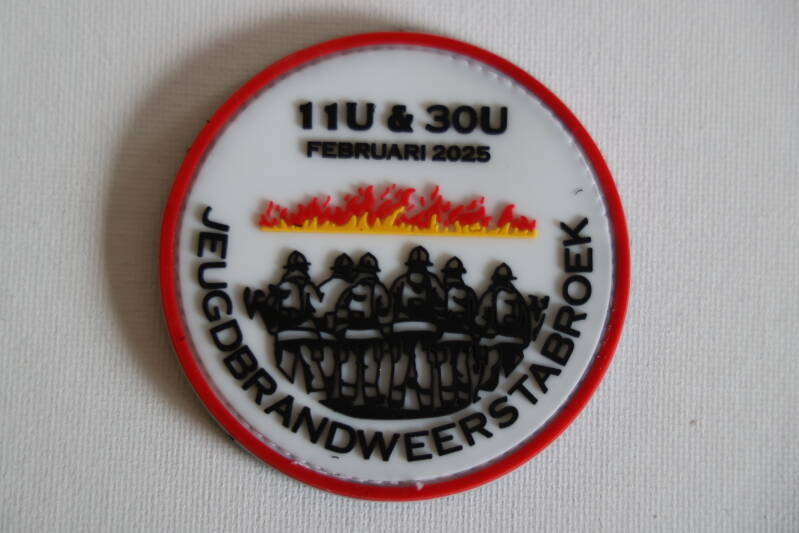 11U & 30U
FEBRUARI 2025
JEUGDBRANDWEERSTABROEK